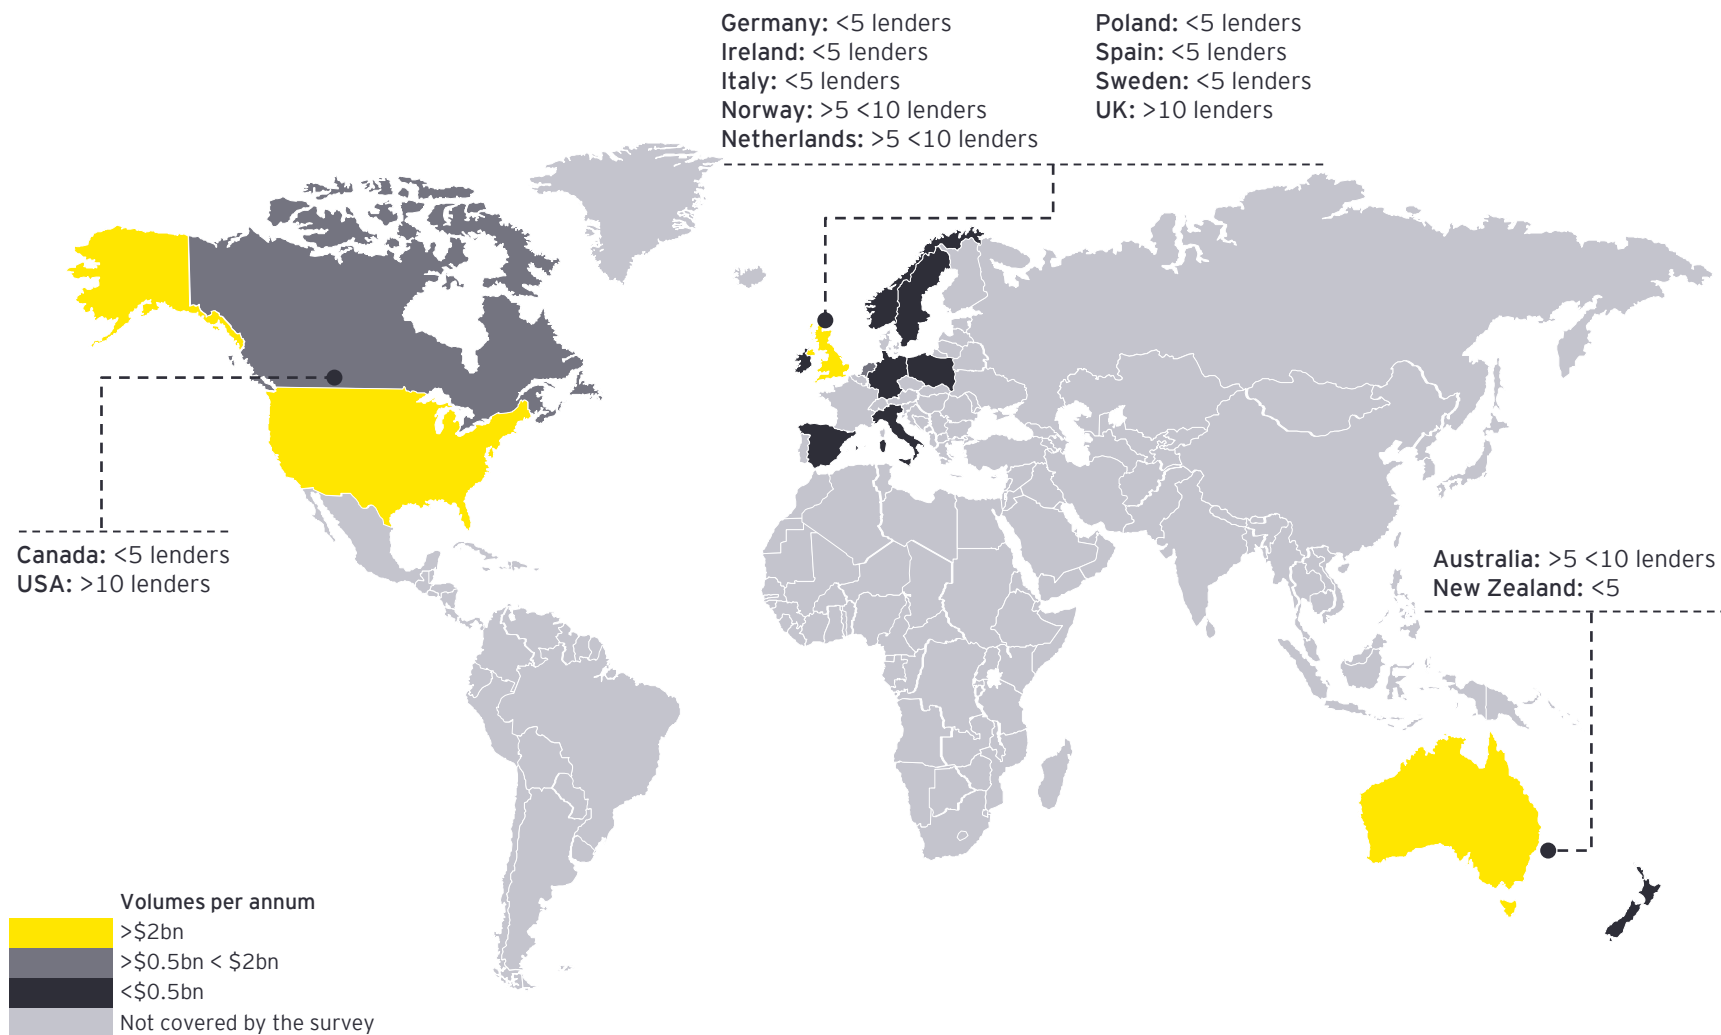 Germany: <5 lenders
Ireland: <5 lenders
Italy: <5 lenders
Norway: >5 <10 lenders
Netherlands: >5 <10 lenders
Poland: <5 lenders
Spain: <5 lenders
Sweden: <5 lenders
UK: >10 lenders
Canada: <5 lenders
USA: >10 lenders
Australia: >5 <10 lenders
New Zealand: <5
Volumes per annum
>$2bn
>$0.5bn < $2bn
<$0.5bn
Not covered by the survey